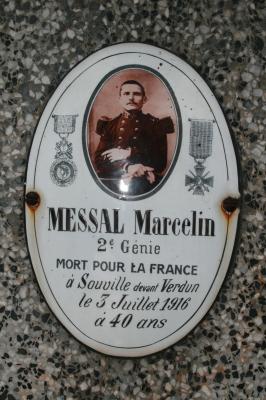 MESSAL Marcelin
2e Génie
MORT POUR LA FRANCE
à Souville devant Verdun
le 3 Juillet 1916
à 40 ans